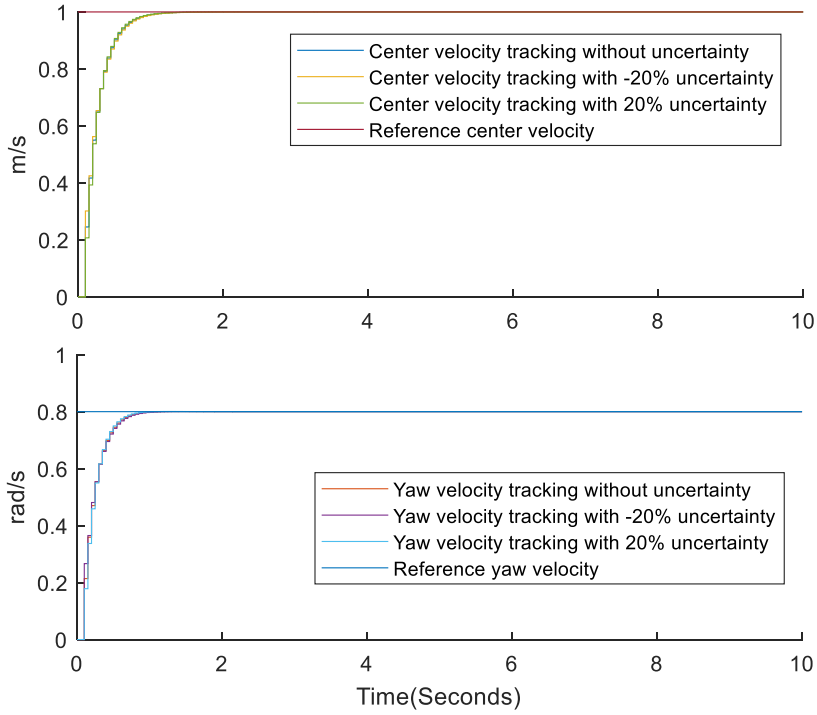 1
0.8
0.6
0.4
0.2
0
m/s
Center velocity tracking without uncertainty
Center velocity tracking with -20% uncertainty
Center velocity tracking with 20% uncertainty
Reference center velocity
0 2 4 6 8 10
1
0.8
0.6
0.4
0.2
0
rad/s
Yaw velocity tracking without uncertainty
Yaw velocity tracking with -20% uncertainty
Yaw velocity tracking with 20% uncertainty
Reference yaw velocity
0 2 4 6 8 10
Time(Seconds)